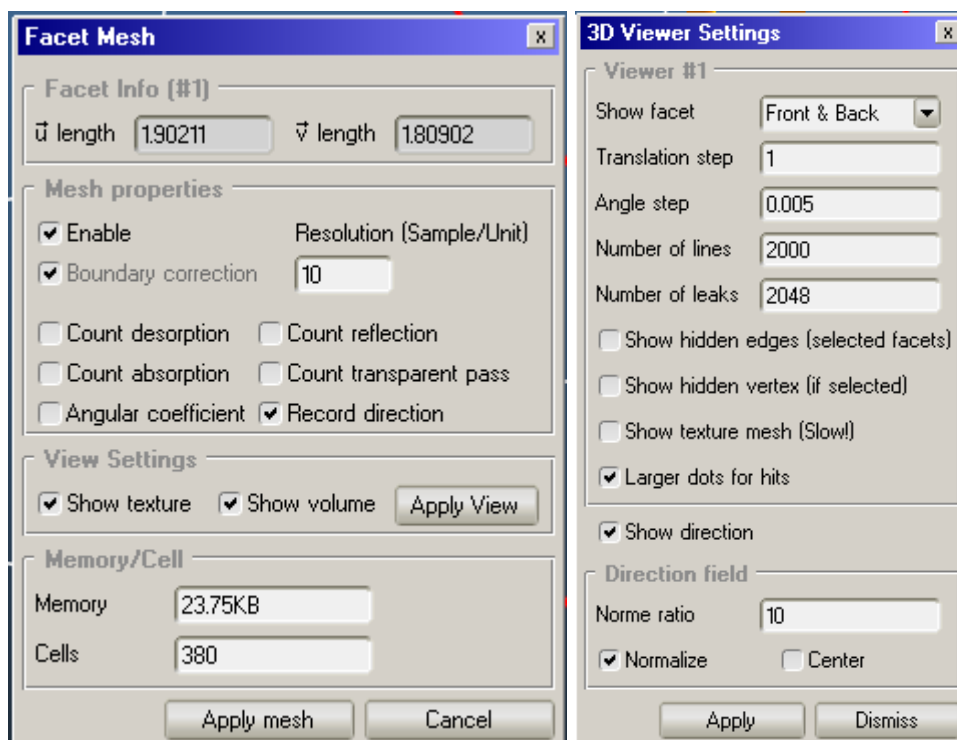 Facet Mesh
Facet Info (#1)
u length 1.90211 v length 1.80902
Mesh properties
Enable Resolution (Sample/Unit)
Boundary correction 10
Count desorption Count reflection
Count absorption Count transparent pass
Angular coefficient Record direction
View Settings
Show texture Show volume Apply View
Memory/Cell
Memory 23.75KB
Cells 380
Apply mesh Cancel
3D Viewer Settings
Viewer #1
Show facet Front & Back
Translation step 1
Angle step 0.005
Number of lines 2000
Number of leaks 2048
Show hidden edges (selected facets)
Show hidden vertex (if selected)
Show texture mesh (Slow!)
Larger dots for hits
Show direction
Direction field
Norme ratio 10
Normalize Center
Apply Dismiss